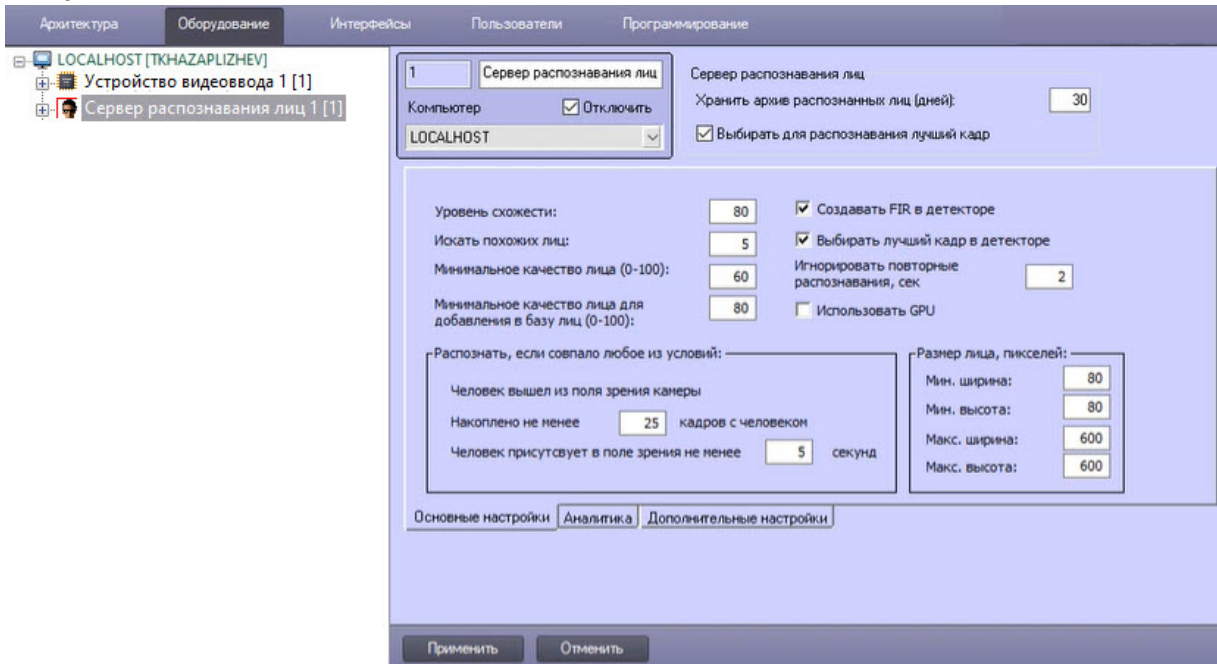 Архитектура Оборудование Интерфейсы Пользователи Программирование
LOCALHOST [TKHAZAPLIZHEV]
Устройство видеоввода 1 [1]
Сервер распознавания лиц 1 [1]
1 Сервер распознавания лиц
Компьютер Отключить
LOCALHOST
Сервер распознавания лиц
Хранить архив распознанных лиц (дней): 30
Выбирать для распознавания лучший кадр
Уровень схожести: 80
Искать похожих лиц: 5
Минимальное качество лица (0-100): 60
Минимальное качество лица для
добавления в базу лиц (0-100): 80
Создавать FIR в детекторе
Выбирать лучший кадр в детекторе
Игнорировать повторные
распознавания, сек 2
Использовать GPU
Распознать, если совпало любое из условий:
Человек вышел из поля зрения камеры
Накоплено не менее 25 кадров с человеком
Человек присутсвует в поле зрения не менее 5 секунд
Размер лица, пикселей:
Мин. ширина: 80
Мин. высота: 80
Макс. ширина: 600
Макс. высота: 600
Основные настройки Аналитика Дополнительные настройки
Применить Отменить